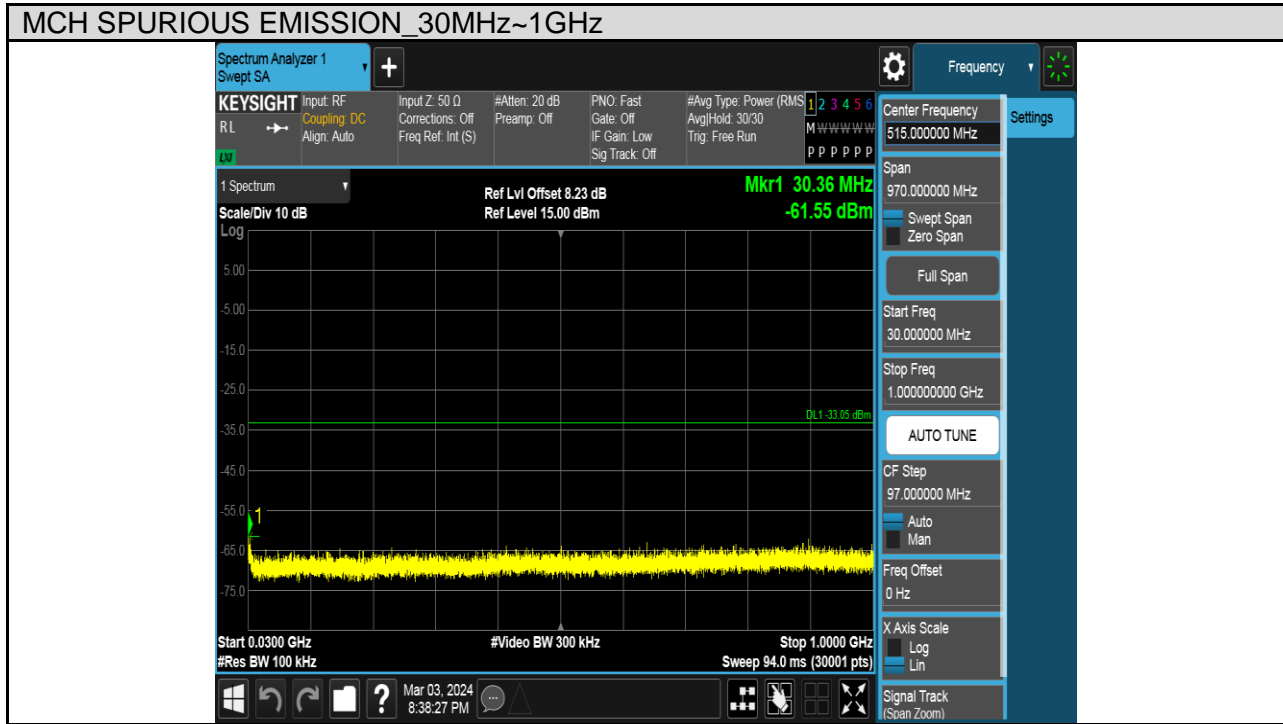 MCH SPURIOUS EMISSION_30MHz~1GHz
Spectrum Analyzer 1
Swept SA
+
Frequency
KEYSIGHT
RL
LXI
Input: RF
Coupling: DC
Align: Auto
Input Z: 50 Ω
Corrections: Off
Freq Ref: Int (S)
#Atten: 20 dB
Preamp: Off
PNO: Fast
Gate: Off
IF Gain: Low
Sig Track: Off
#Avg Type: Power (RMS
Avg|Hold: 30/30
Trig: Free Run
1 2 3 4 5 6
M W W W W W
P P P P P P
1 Spectrum
Scale/Div 10 dB
Log
Ref Lvl Offset 8.23 dB
Ref Level 15.00 dBm
Mkr1 30.36 MHz
-61.55 dBm
5.00
-5.00
-15.0
-25.0
DL1 -33.05 dBm
-35.0
-45.0
-55.0
1
-65.0
-75.0
Start 0.0300 GHz
#Res BW 100 kHz
#Video BW 300 kHz
Stop 1.0000 GHz
Sweep 94.0 ms (30001 pts)
?
Mar 03, 2024
8:38:27 PM
Center Frequency
515.000000 MHz
Settings
Span
970.000000 MHz
Swept Span
Zero Span
Full Span
Start Freq
30.000000 MHz
Stop Freq
1.000000000 GHz
AUTO TUNE
CF Step
97.000000 MHz
Auto
Man
Freq Offset
0 Hz
X Axis Scale
Log
Lin
Signal Track
(Span Zoom)